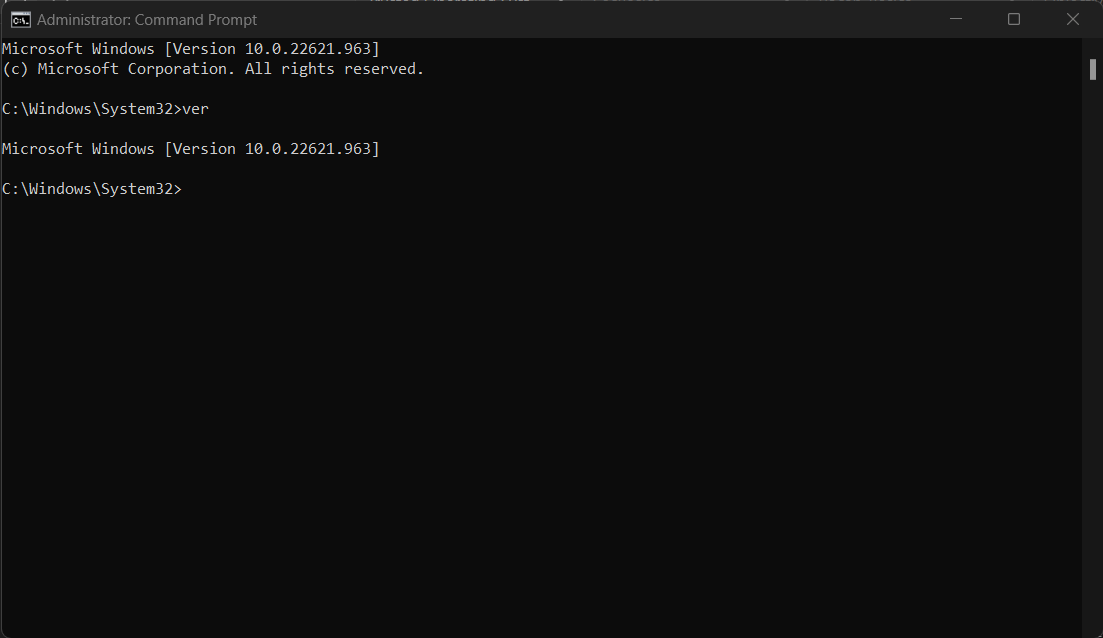 Administrator: Command Prompt
Microsoft Windows [Version 10.0.22621.963]
(c) Microsoft Corporation. All rights reserved.
C:\Windows\System32>ver
Microsoft Windows [Version 10.0.22621.963]
C:\Windows\System32>